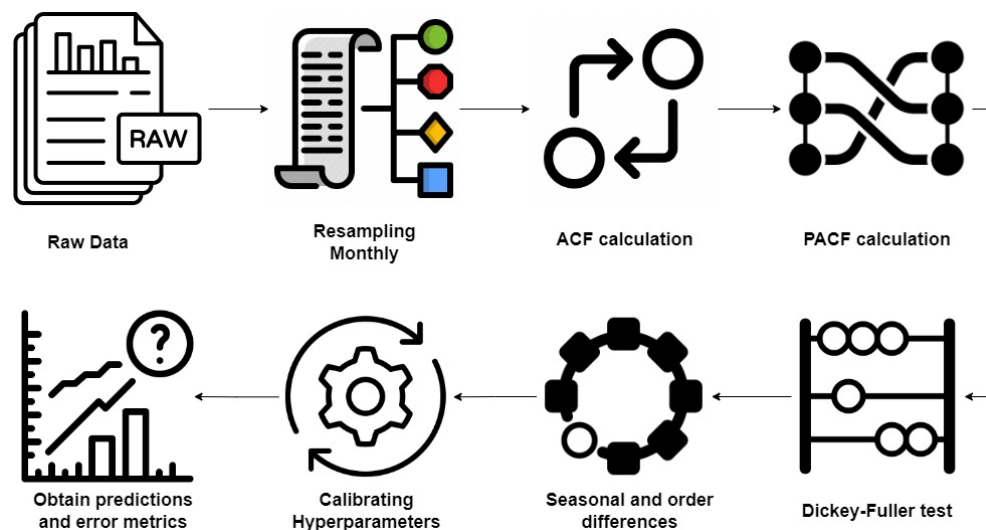 RAW
Raw Data
Resampling
Monthly
ACF calculation
PACF calculation
?
Obtain predictions
and error metrics
Calibrating
Hyperparameters
Seasonal and order
differences
Dickey-Fuller test